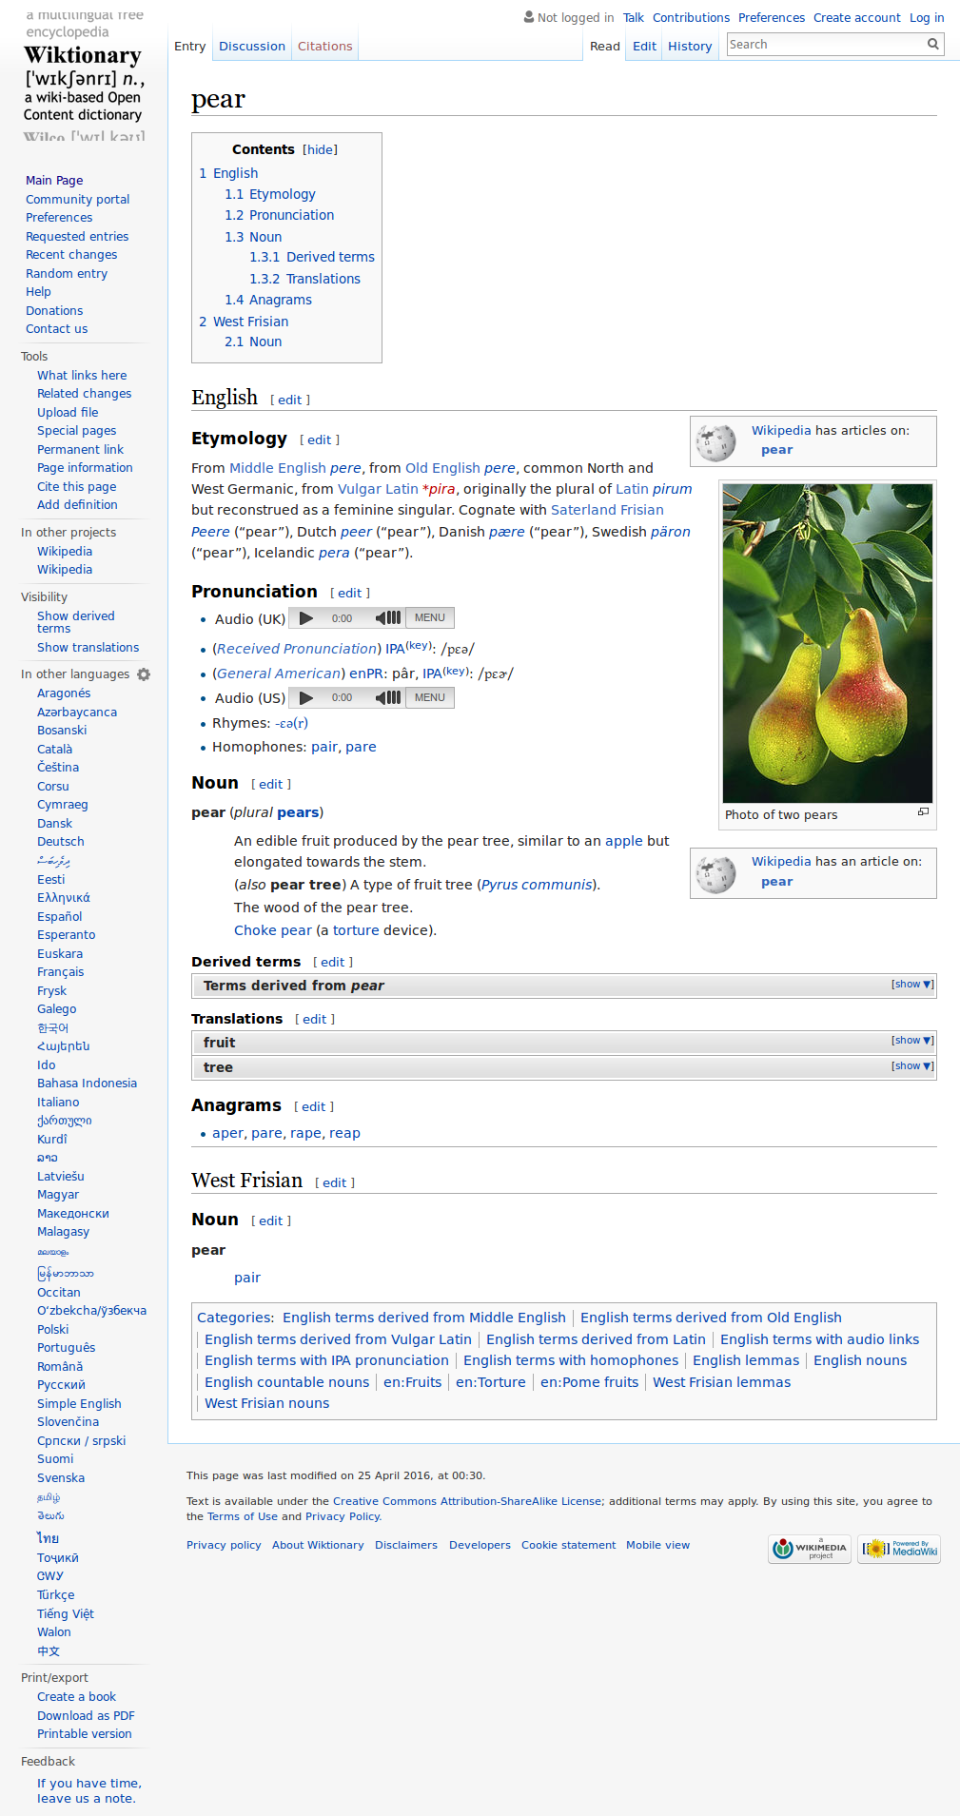 a multilingual free
encyclopedia
Wiktionary
['wɪkʃənrɪ] n.,
a wiki-based Open
Content dictionary
Wilco ['wɪl kəʊ]
Not logged in Talk Contributions Preferences Create account Log in
Entry Discussion Citations Read Edit History Search
Main Page
Community portal
Preferences
Requested entries
Recent changes
Random entry
Help
Donations
Contact us
Tools
What links here
Related changes
Upload file
Special pages
Permanent link
Page information
Cite this page
Add definition
In other projects
Wikipedia
Wikipedia
Visibility
Show derived
terms
Show translations
In other languages
Aragonés
Azərbaycanca
Bosanski
Català
Čeština
Corsu
Cymraeg
Dansk
Deutsch
Eesti
Ελληνικά
Español
Esperanto
Euskara
Français
Frysk
Galego
한국어
Հայերեն
Ido
Bahasa Indonesia
Italiano
ქართული
Kurdî
ລາວ
Latviešu
Magyar
Македонски
Malagasy
മലയാളം
မြန်မာဘာသာ
Occitan
Oʻzbekcha/ўзбекча
Polski
Português
Română
Русский
Simple English
Slovenčina
Српски / srpski
Suomi
Svenska
தமிழ்
తెలుగు
ไทย
Тоҷикӣ
ᏣᎳᎩ
Türkçe
Tiếng Việt
Walon
中文
Print/export
Create a book
Download as PDF
Printable version
Feedback
If you have time,
leave us a note.
pear
Contents [hide]
1 English
1.1 Etymology
1.2 Pronunciation
1.3 Noun
1.3.1 Derived terms
1.3.2 Translations
1.4 Anagrams
2 West Frisian
2.1 Noun
English [ edit ]
Wikipedia has articles on:
pear
Etymology [ edit ]
From Middle English pere, from Old English pere, common North and
West Germanic, from Vulgar Latin *pira, originally the plural of Latin pirum
but reconstrued as a feminine singular. Cognate with Saterland Frisian
Peere (“pear”), Dutch peer (“pear”), Danish pære (“pear”), Swedish päron
(“pear”), Icelandic pera (“pear”).
Photo of two pears
Pronunciation [ edit ]
Audio (UK) 0:00 MENU
(Received Pronunciation) IPA(key): /pɛə/
(General American) enPR: pâr, IPA(key): /pɛɚ/
Audio (US) 0:00 MENU
Rhymes: -ɛə(r)
Homophones: pair, pare
Noun [ edit ]
pear (plural pears)
An edible fruit produced by the pear tree, similar to an apple but
elongated towards the stem.
(also pear tree) A type of fruit tree (Pyrus communis).
The wood of the pear tree.
Choke pear (a torture device).
Wikipedia has an article on:
pear
Derived terms [ edit ]
Terms derived from pear [show ▼]
Translations [ edit ]
fruit [show ▼]
tree [show ▼]
Anagrams [ edit ]
aper, pare, rape, reap
West Frisian [ edit ]
Noun [ edit ]
pear
pair
Categories: English terms derived from Middle English | English terms derived from Old English
| English terms derived from Vulgar Latin | English terms derived from Latin | English terms with audio links
| English terms with IPA pronunciation | English terms with homophones | English lemmas | English nouns
| English countable nouns | en:Fruits | en:Torture | en:Pome fruits | West Frisian lemmas
| West Frisian nouns
This page was last modified on 25 April 2016, at 00:30.
Text is available under the Creative Commons Attribution-ShareAlike License; additional terms may apply. By using this site, you agree to
the Terms of Use and Privacy Policy.
Privacy policy About Wiktionary Disclaimers Developers Cookie statement Mobile view
a
WIKIMEDIA
project
Powered By
MediaWiki